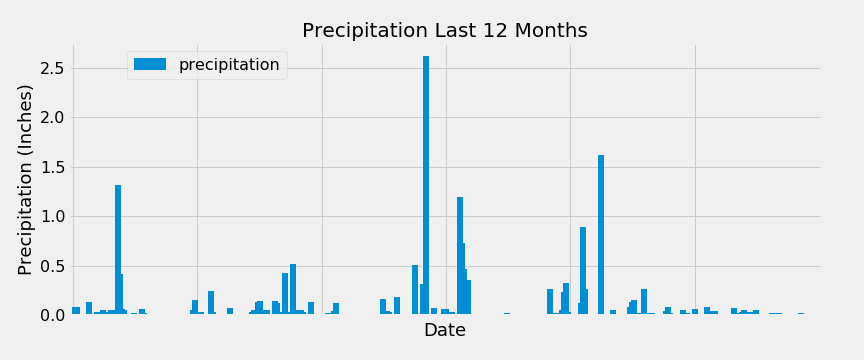 Precipitation Last 12 Months
precipitation
Precipitation (Inches)
2.5
2.0
1.5
1.0
0.5
0.0
Date